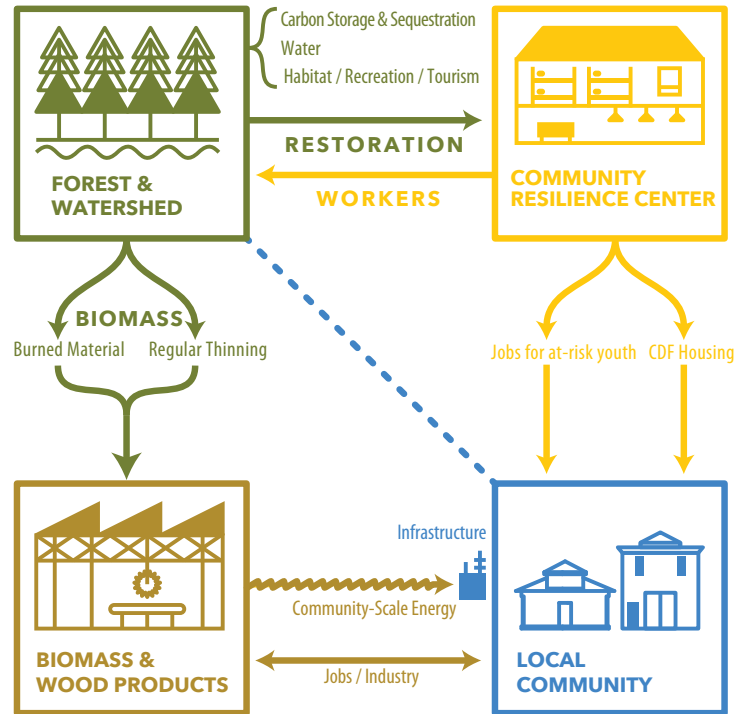 Carbon Storage & Sequestration
Water
Habitat / Recreation / Tourism
RESTORATION
WORKERS
FOREST &
WATERSHED
COMMUNITY
RESILIENCE CENTER
BIOMASS
Burned Material
Regular Thinning
Jobs for at-risk youth
CDF Housing
Infrastructure
Community-Scale Energy
Jobs / Industry
BIOMASS &
WOOD PRODUCTS
LOCAL
COMMUNITY